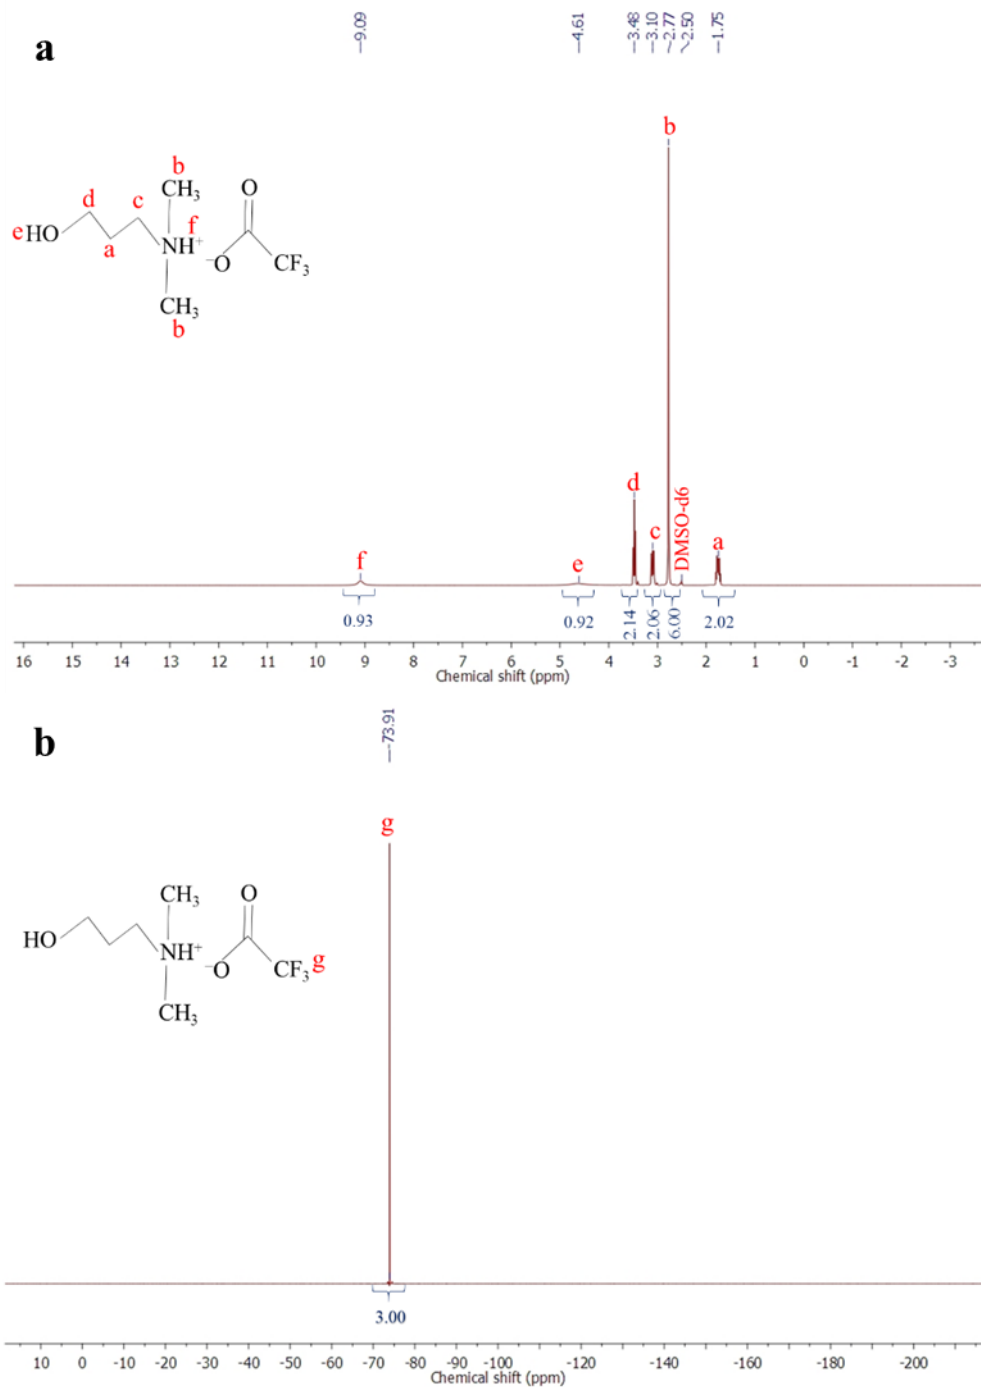 a
—9.09
—4.61
—3.48
—3.10
2.77
2.50
—1.75
b
b
CH3
O
d
c
f
eHO
a
NH+
-O
CF3
CH3
b
d
c
DMSO-d6
a
f
e
0.93
0.92
2.14
2.06
6.00
2.02
16 15 14 13 12 11 10 9 8 7 6 5 4 3 2 1 0 -1 -2 -3
Chemical shift (ppm)
b
—-73.91
g
CH3
O
HO
NH+
-O
CF3
g
CH3
3.00
10 0 -10 -20 -30 -40 -50 -60 -70 -80 -90 -100 -120 -140 -160 -180 -200
Chemical shift (ppm)